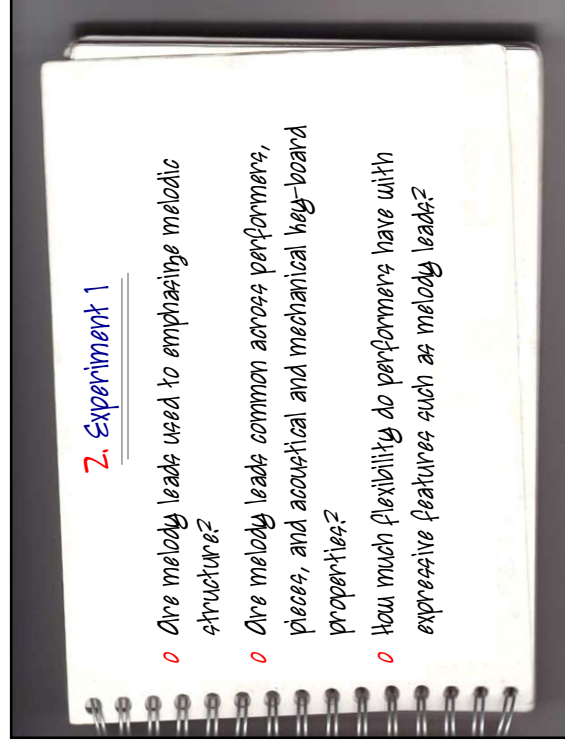 2. Experiment 1
o Are melody leads used to emphasize melodic
structure?
o Are melody leads common across performers,
pieces, and acoustical and mechanical key-board
properties?
o How much flexibility do performers have with
expressive features such as melody leads?